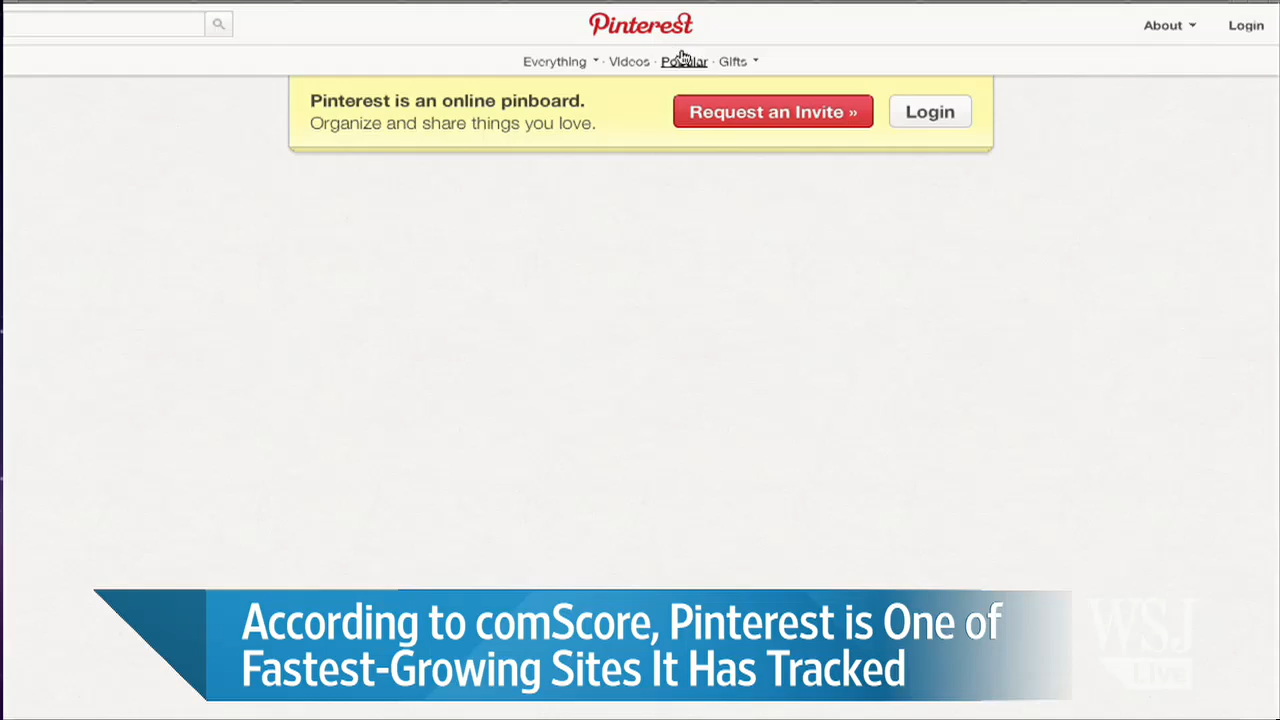 Pinterest
About
Login
Everything · Videos · Popular · Gifts
Pinterest is an online pinboard.
Organize and share things you love.
Request an Invite »
Login
According to comScore, Pinterest is One of
Fastest-Growing Sites It Has Tracked
WSJ
LIVE